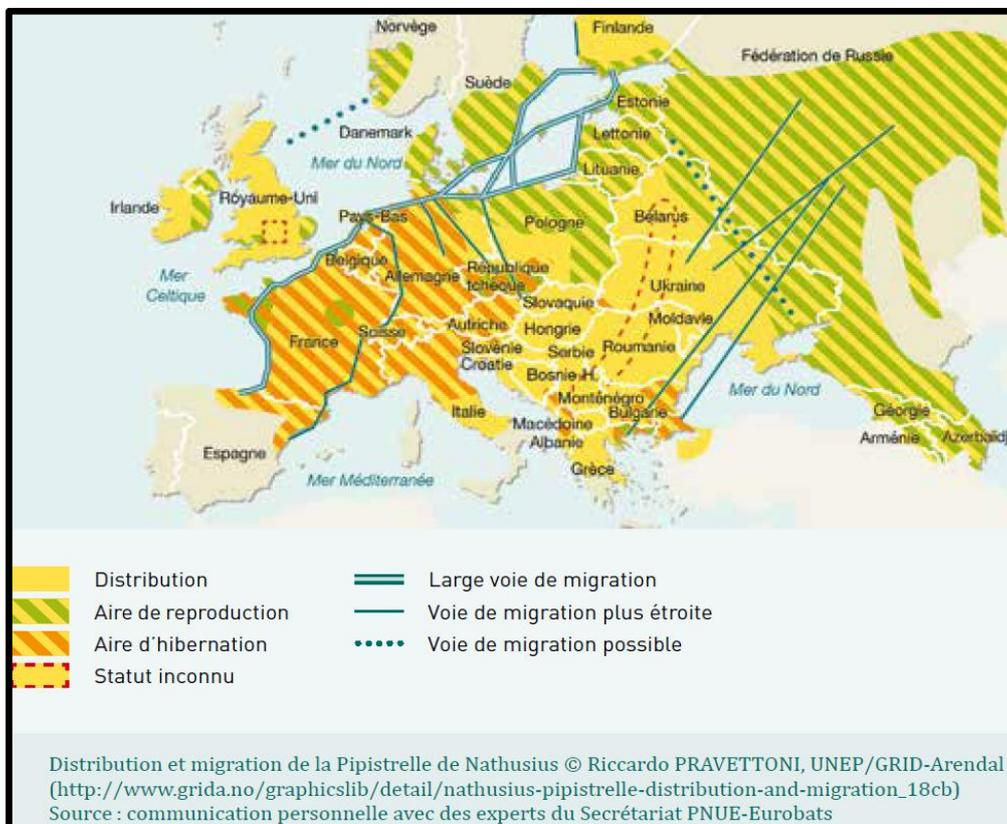 Norvège
Finlande
Fédération de Russie
Suède
Estonie
Danemark
Lettonie
Mer du Nord
Lituanie
Irlande
Royaume-Uni
Pays-Bas
Pologne
Bélarus
Belgique
Allemagne
République
tchèque
Mer
Celtique
Ukraine
Slovaquie
France
Suisse
Autriche
Hongrie
Moldavie
Slovénie
Serbie
Roumanie
Croatie
Bosnie H.
Mer du Nord
Monténégro
Italie
Bulgarie
Géorgie
Macédoine
Espagne
Albanie
Arménie
Azerbaïdj
Grèce
Mer Méditerranée
Distribution
Large voie de migration
Aire de reproduction
Voie de migration plus étroite
Aire d'hibernation
Voie de migration possible
Statut inconnu
Distribution et migration de la Pipistrelle de Nathusius © Riccardo PRAVETTONI, UNEP/GRID-Arendal
(http://www.grida.no/graphicslib/detail/nathusius-pipistrelle-distribution-and-migration_18cb)
Source : communication personnelle avec des experts du Secrétariat PNUE-Eurobats